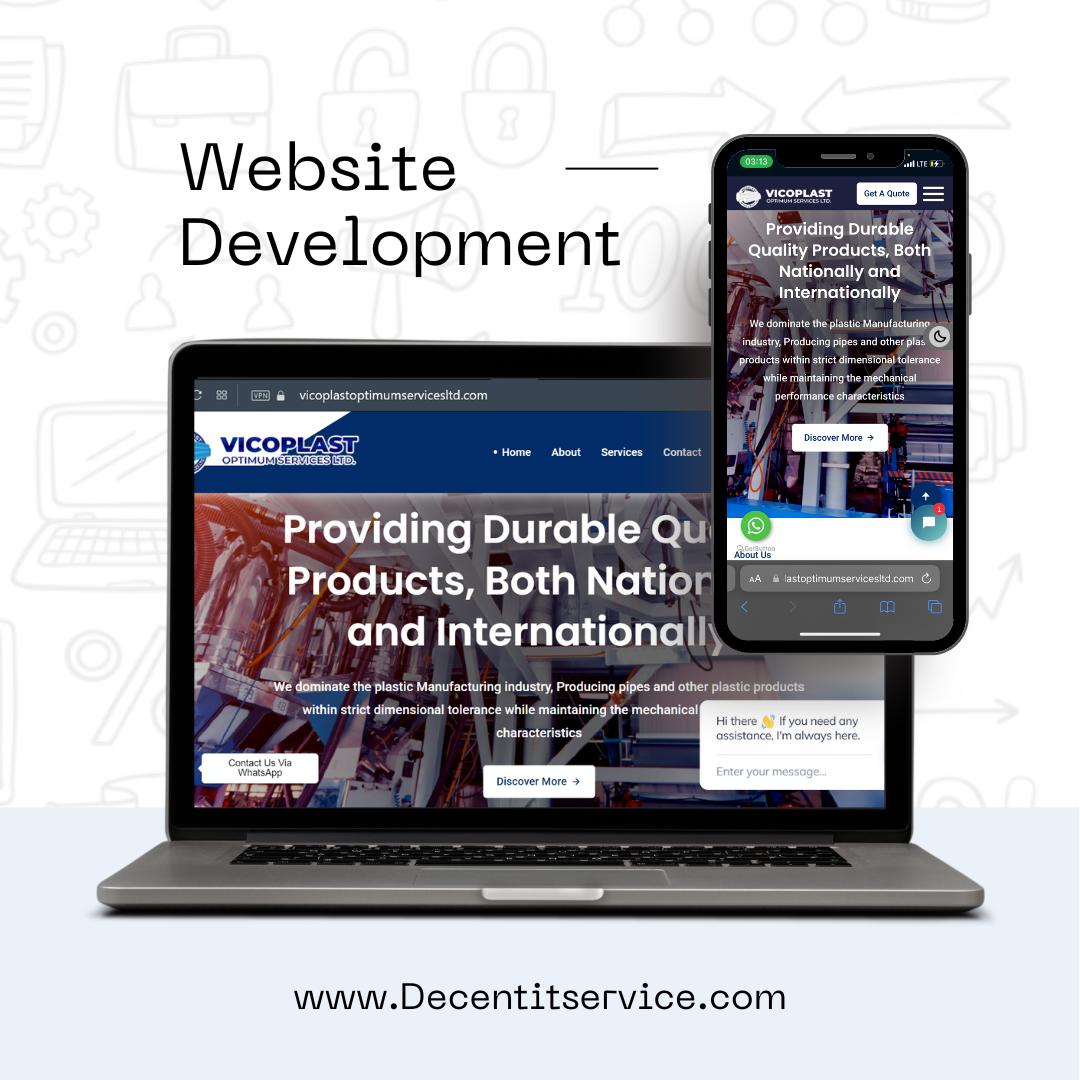 Website
Development
03:13
LTE
VICOPLAST
OPTIMUM SERVICES LTD.
Get A Quote
Providing Durable
Quality Products, Both
Nationally and
Internationally
We dominate the plastic Manufacturing
industry, Producing pipes and other plas
products within strict dimensional tolerance
while maintaining the mechanical
performance characteristics
Discover More →
1
GetButton
About Us
AA lastoptimumservicesltd.com
VPN vicoplastoptimumservicesltd.com
VICOPLAST
OPTIMUM SERVICES LTD.
• Home About Services Contact
Providing Durable Qu
Products, Both Nation
and Internationally
We dominate the plastic Manufacturing industry, Producing pipes and other plastic products
within strict dimensional tolerance while maintaining the mechanical
characteristics
Discover More →
Contact Us Via
WhatsApp
Hi there 👋 If you need any
assistance, I'm always here.
Enter your message...
www.Decentitservice.com